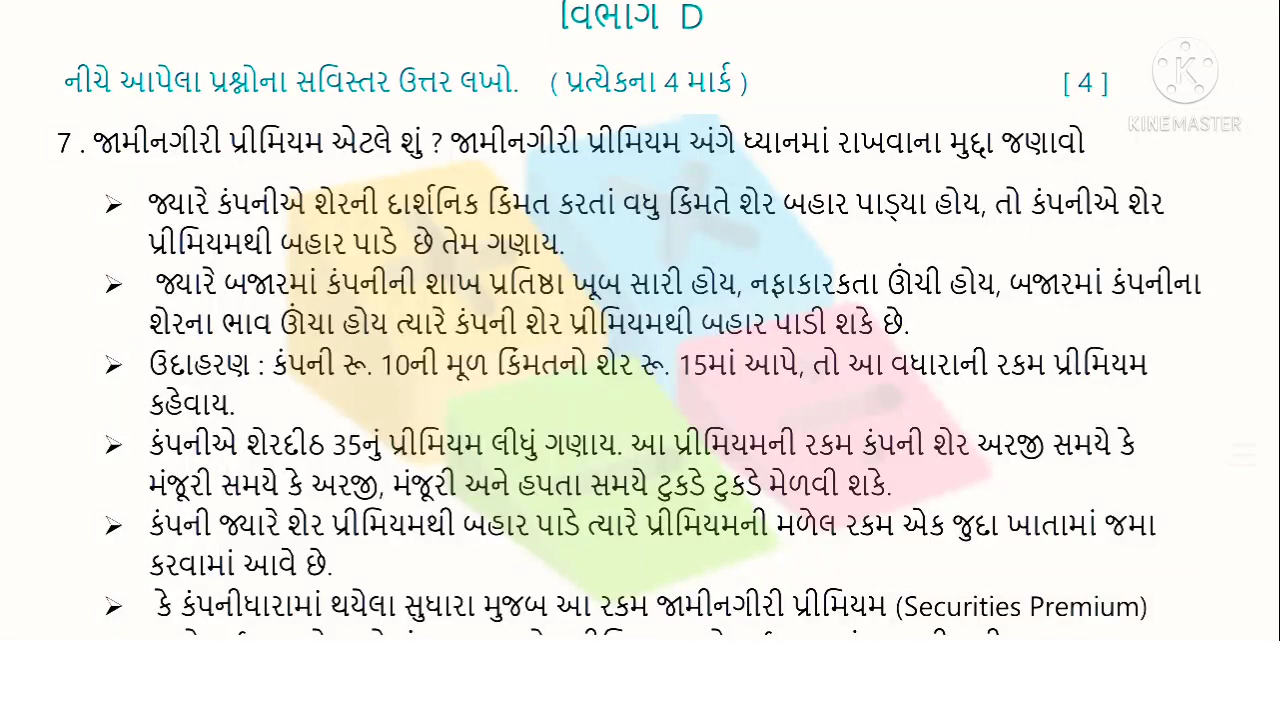 વિભાગ D
નીચે આપેલા પ્રશ્નોના સવિસ્તર ઉત્તર લખો. ( પ્રત્યેકના 4 માર્ક ) [ 4 ]
KINEMASTER
7 . જામીનગીરી પ્રીમિયમ એટલે શું ? જામીનગીરી પ્રીમિયમ અંગે ધ્યાનમાં રાખવાના મુદ્દા જણાવો
➢ જ્યારે કંપનીએ શેરની દાર્શનિક કિંમત કરતાં વધુ કિંમતે શેર બહાર પાડ્યા હોય, તો કંપનીએ શેર
પ્રીમિયમથી બહાર પાડે છે તેમ ગણાય.
➢ જ્યારે બજારમાં કંપનીની શાખ પ્રતિષ્ઠા ખૂબ સારી હોય, નફાકારકતા ઊંચી હોય, બજારમાં કંપનીના
શેરના ભાવ ઊંચા હોય ત્યારે કંપની શેર પ્રીમિયમથી બહાર પાડી શકે છે.
➢ ઉદાહરણ : કંપની રૂ. 10ની મૂળ કિંમતનો શેર રૂ. 15માં આપે, તો આ વધારાની રકમ પ્રીમિયમ
કહેવાય.
➢ કંપનીએ શેરદીઠ 35નું પ્રીમિયમ લીધું ગણાય. આ પ્રીમિયમની રકમ કંપની શેર અરજી સમયે કે
મંજૂરી સમયે કે અરજી, મંજૂરી અને હપતા સમયે ટુકડે ટુકડે મેળવી શકે.
➢ કંપની જ્યારે શેર પ્રીમિયમથી બહાર પાડે ત્યારે પ્રીમિયમની મળેલ રકમ એક જુદા ખાતામાં જમા
કરવામાં આવે છે.
➢ કે કંપનીધારામાં થયેલા સુધારા મુજબ આ રકમ જામીનગીરી પ્રીમિયમ (Securities Premium)